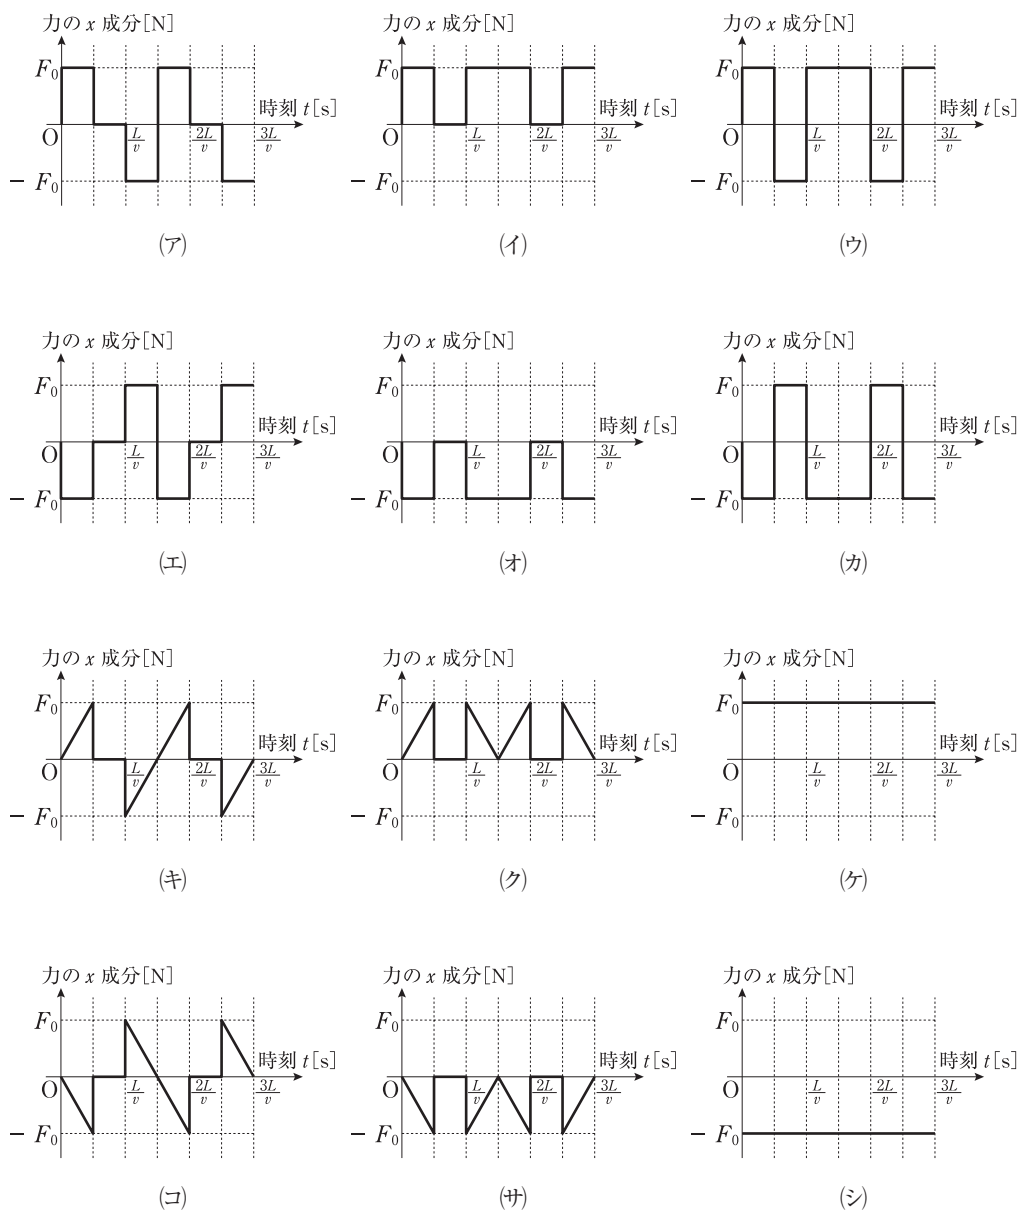 力の x 成分[N] 力の x 成分[N] 力の x 成分[N]
F₀ F₀ F₀
時刻 t[s] 時刻 t[s] 時刻 t[s]
O L/v 2L/v 3L/v O L/v 2L/v 3L/v O L/v 2L/v 3L/v
− F₀ − F₀ − F₀
(ア) (イ) (ウ)
力の x 成分[N] 力の x 成分[N] 力の x 成分[N]
F₀ F₀ F₀
時刻 t[s] 時刻 t[s] 時刻 t[s]
O L/v 2L/v 3L/v O L/v 2L/v 3L/v O L/v 2L/v 3L/v
− F₀ − F₀ − F₀
(エ) (オ) (カ)
力の x 成分[N] 力の x 成分[N] 力の x 成分[N]
F₀ F₀ F₀
時刻 t[s] 時刻 t[s] 時刻 t[s]
O L/v 2L/v 3L/v O L/v 2L/v 3L/v O L/v 2L/v 3L/v
− F₀ − F₀ − F₀
(キ) (ク) (ケ)
力の x 成分[N] 力の x 成分[N] 力の x 成分[N]
F₀ F₀ F₀
時刻 t[s] 時刻 t[s] 時刻 t[s]
O L/v 2L/v 3L/v O L/v 2L/v 3L/v O L/v 2L/v 3L/v
− F₀ − F₀ − F₀
(コ) (サ) (シ)